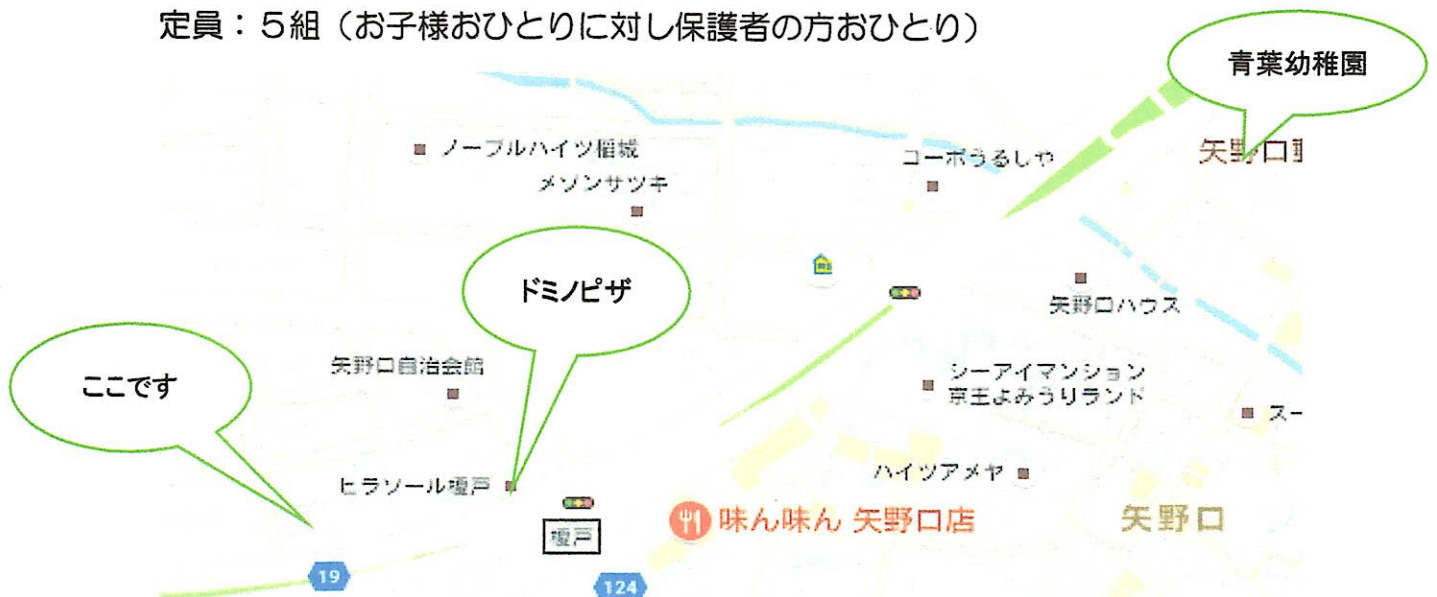 定員：５組（お子様おひとりに対し保護者の方おひとり）
青葉幼稚園
ノーブルハイツ稲城
コーポうるしや
矢野口
メゾンサツキ
ドミノピザ
矢野口ハウス
ここです
矢野口自治会館
シーアイマンション
京王よみうりランド
スー
ヒラソール榎戸
ハイツアメヤ
味ん味ん 矢野口店
矢野口
榎戸
19
124